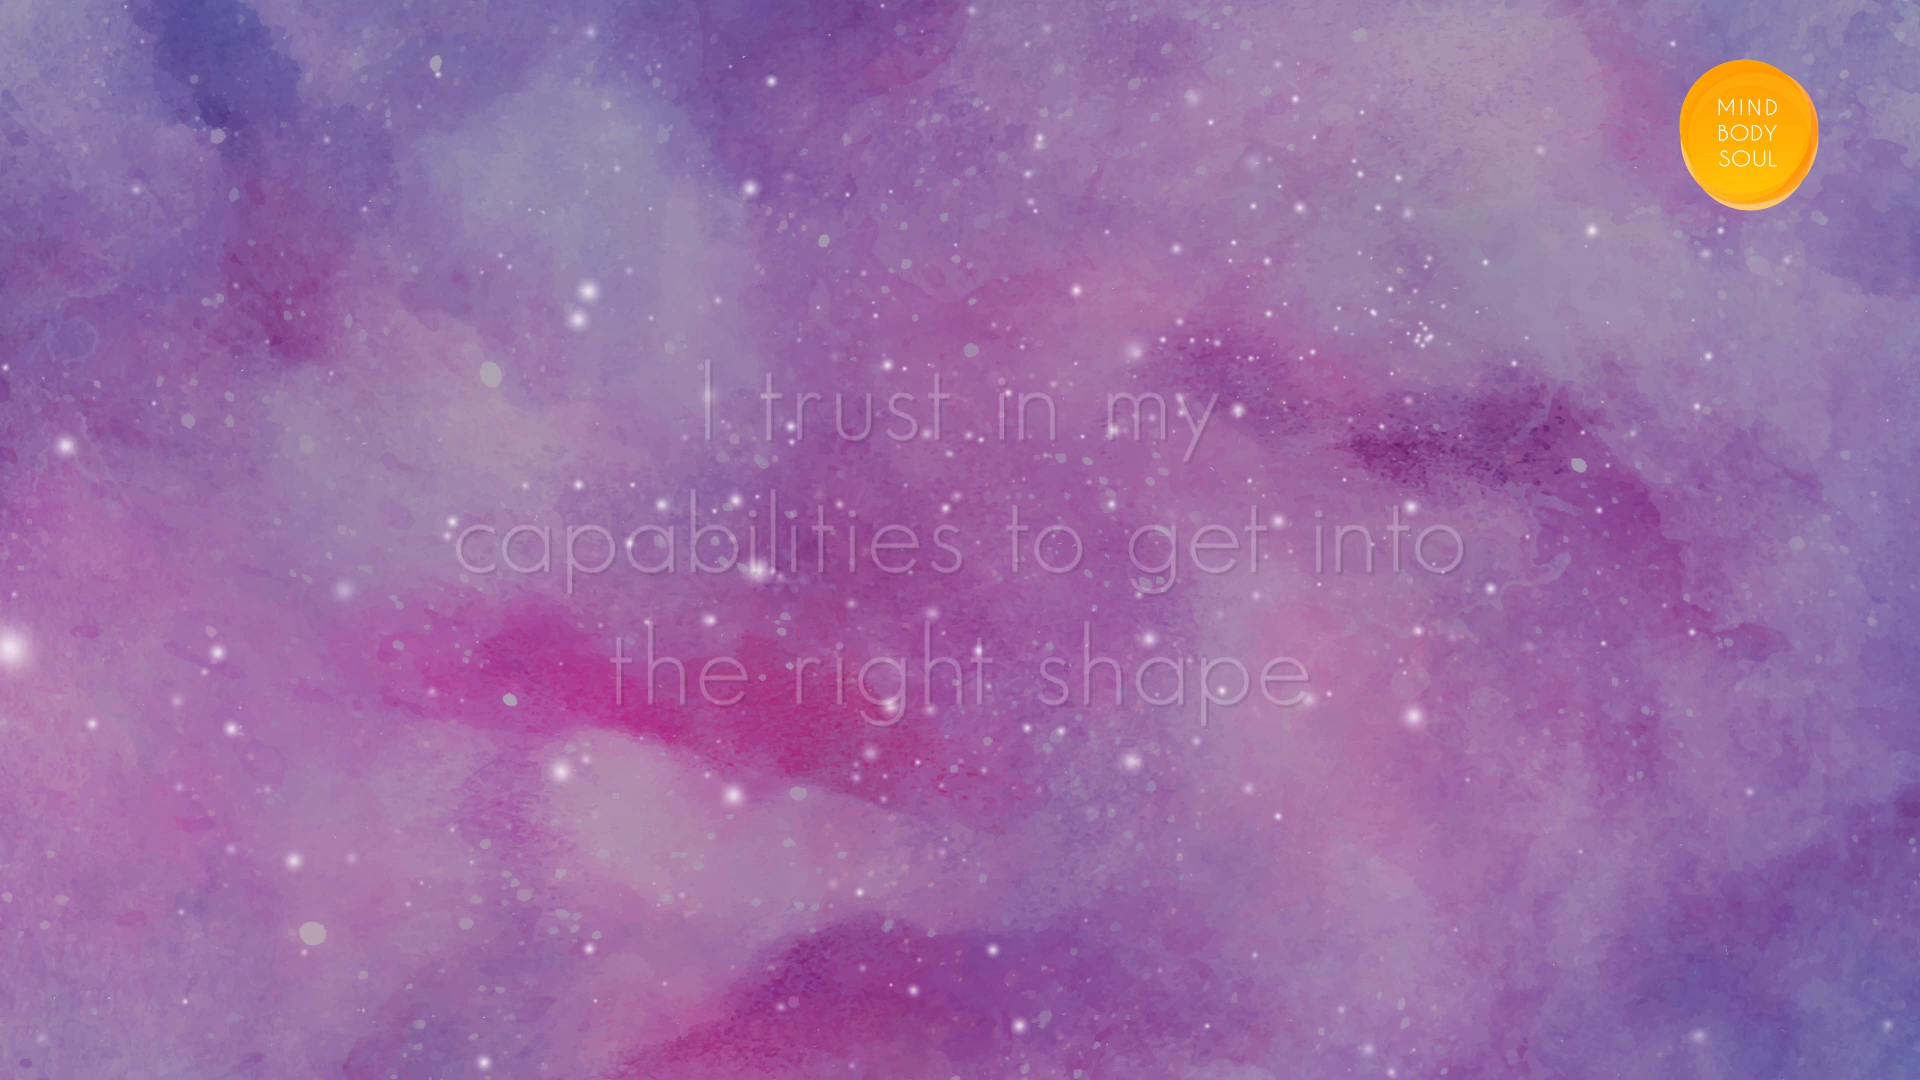 MIND
BODY
SOUL
I trust in my
capabilities to get into
the right shape